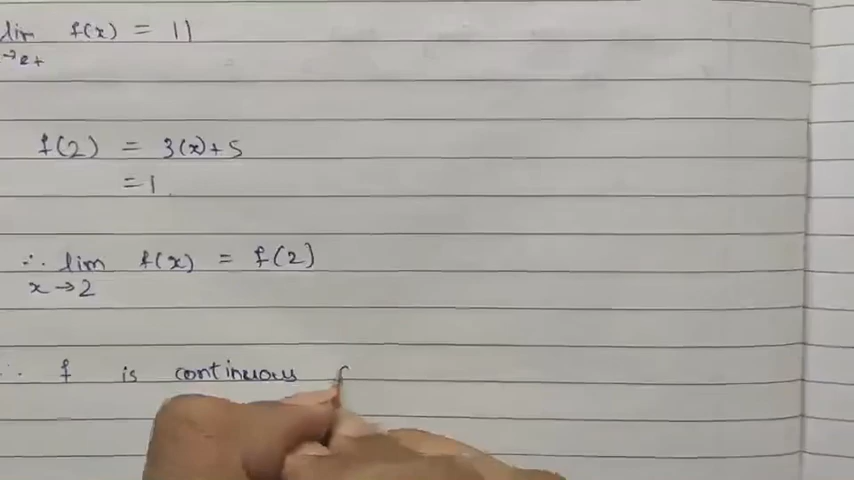 lim f(x) = 11
→2+
f(2) = 3(x)+5
=1
∴ lim f(x) = f(2)
x→2
∴ f is continuous f